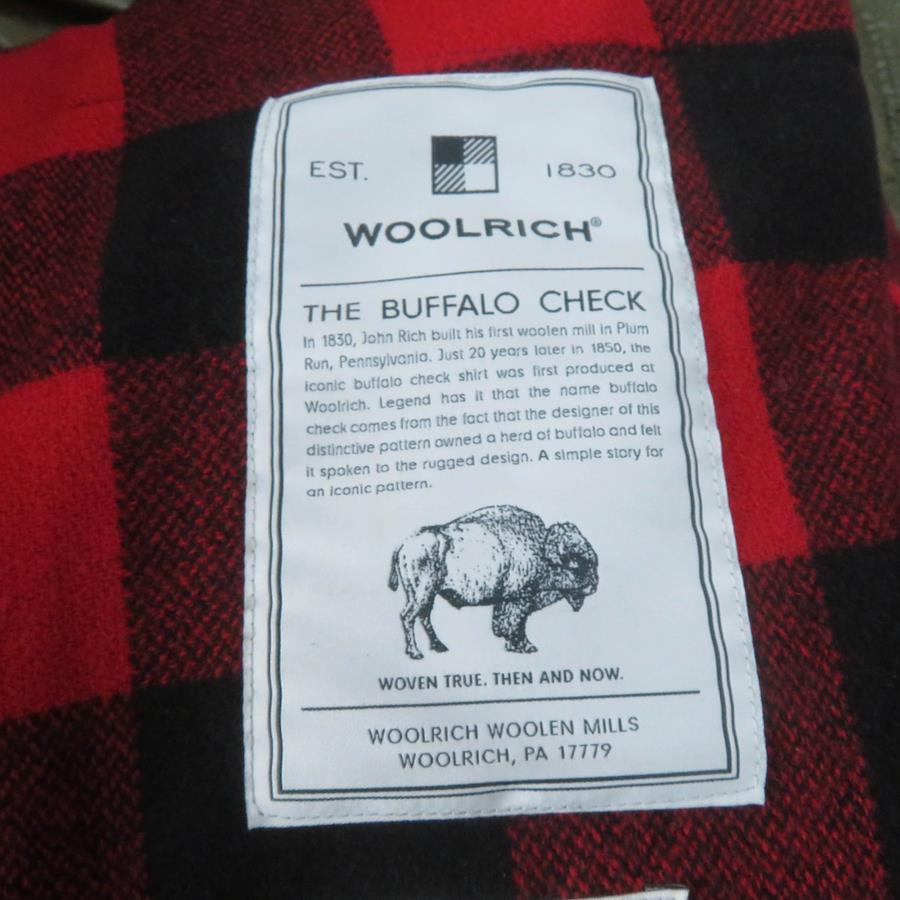 EST. 1830
WOOLRICH®
THE BUFFALO CHECK
In 1830, John Rich built his first woolen mill in Plum
Run, Pennsylvania. Just 20 years later in 1850, the
iconic buffalo check shirt was first produced at
Woolrich. Legend has it that the name buffalo
check comes from the fact that the designer of this
distinctive pattern owned a herd of buffalo and felt
it spoken to the rugged design. A simple story for
an iconic pattern.
WOVEN TRUE. THEN AND NOW.
WOOLRICH WOOLEN MILLS
WOOLRICH, PA 17779